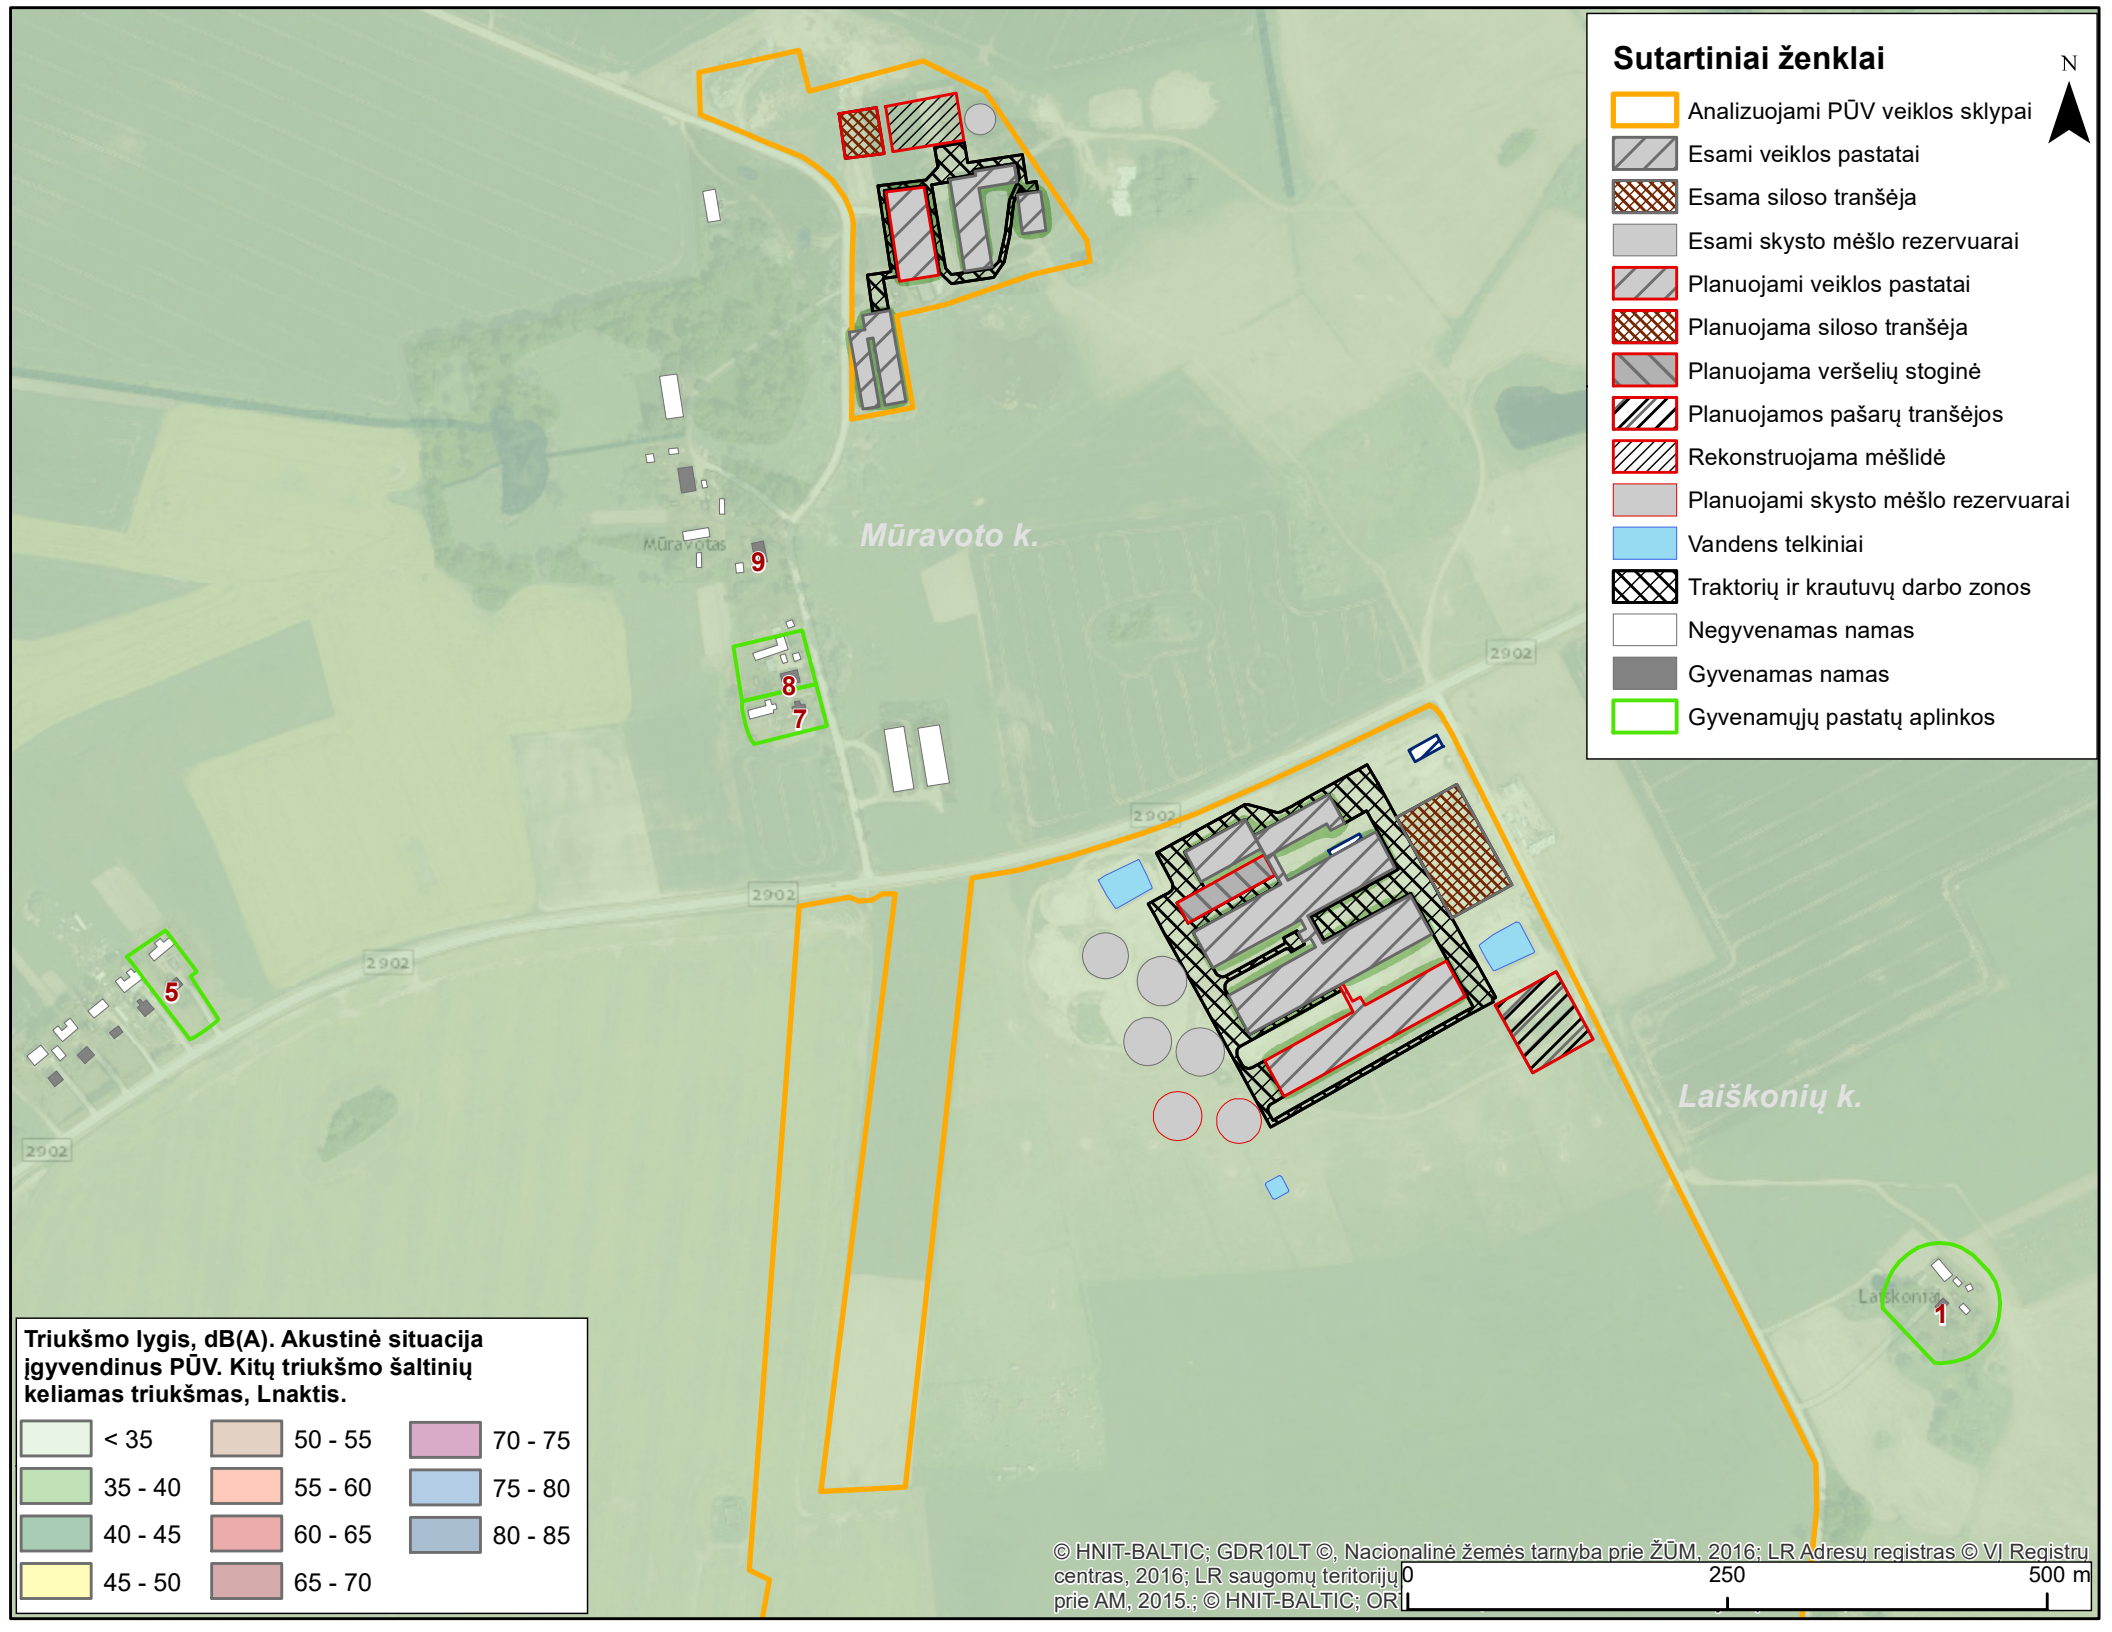 Sutartiniai ženklai
N
Analizuojami PŪV veiklos sklypai
Esami veiklos pastatai
Esama siloso tranšėja
Esami skysto mėšlo rezervuarai
Planuojami veiklos pastatai
Planuojama siloso tranšėja
Planuojama veršelių stoginė
Planuojamos pašarų tranšėjos
Rekonstruojama mėšlidė
Planuojami skysto mėšlo rezervuarai
Vandens telkiniai
Traktorių ir krautuvų darbo zonos
Negyvenamas namas
Gyvenamas namas
Gyvenamųjų pastatų aplinkos
Mūravoto k.
Mūravotas
9
2902
8
7
2902
2902
2902
5
2902
Laiškonių k.
Laiškoniai
1
Triukšmo lygis, dB(A). Akustinė situacija
įgyvendinus PŪV. Kitų triukšmo šaltinių
keliamas triukšmas, Lnaktis.
< 35
35 - 40
40 - 45
45 - 50
50 - 55
55 - 60
60 - 65
65 - 70
70 - 75
75 - 80
80 - 85
© HNIT-BALTIC; GDR10LT ©, Nacionalinė žemės tarnyba prie ŽŪM, 2016; LR Adresų registras © VĮ Registrų
centras, 2016; LR saugomų teritorijų
prie AM, 2015.; © HNIT-BALTIC;
0 250 500 m